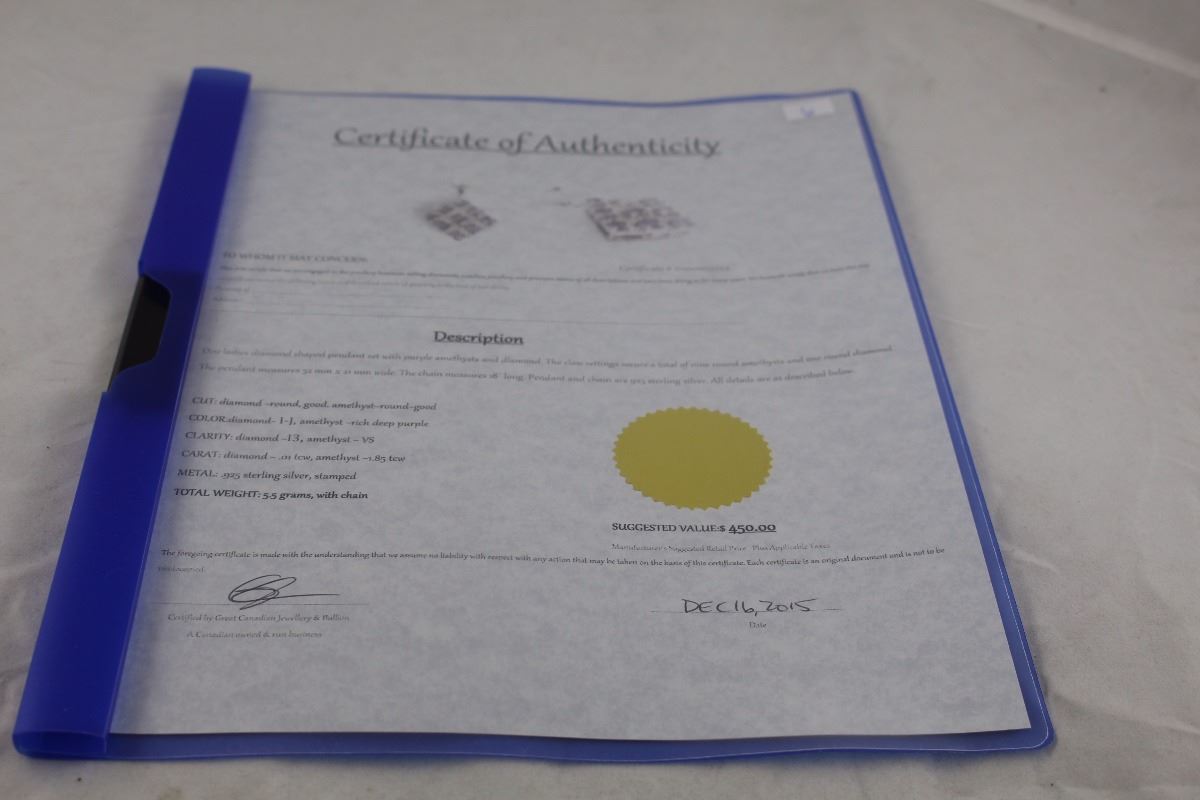 Certificate of Authenticity
TO WHOM IT MAY CONCERN:
Description
One ladies diamond shaped pendant set with purple amethysts and diamond. The claw settings secure a total of nine round amethysts and one round diamond.
The pendant measures 32 mm x 21 mm wide. The chain measures 18" long. Pendant and chain are 925 sterling silver. All details are as described below.
CUT: diamond -round, good, amethyst-round-good
COLOR:diamond- I-J, amethyst -rich deep purple
CLARITY: diamond -I3, amethyst - VS
CARAT: diamond - .01 tcw, amethyst -1.85 tcw
METAL: .925 sterling silver, stamped
TOTAL WEIGHT: 5.5 grams, with chain
SUGGESTED VALUE:$ 450.00
Manufacturer's Suggested Retail Price Plus Applicable Taxes
The foregoing certificate is made with the understanding that we assume no liability with respect with any action that may be taken on the basis of this certificate. Each certificate is an original document and is not to be
DEC 16, 2015
Certified by Great Canadian Jewellery & Bullion
Date
A Canadian owned & run business